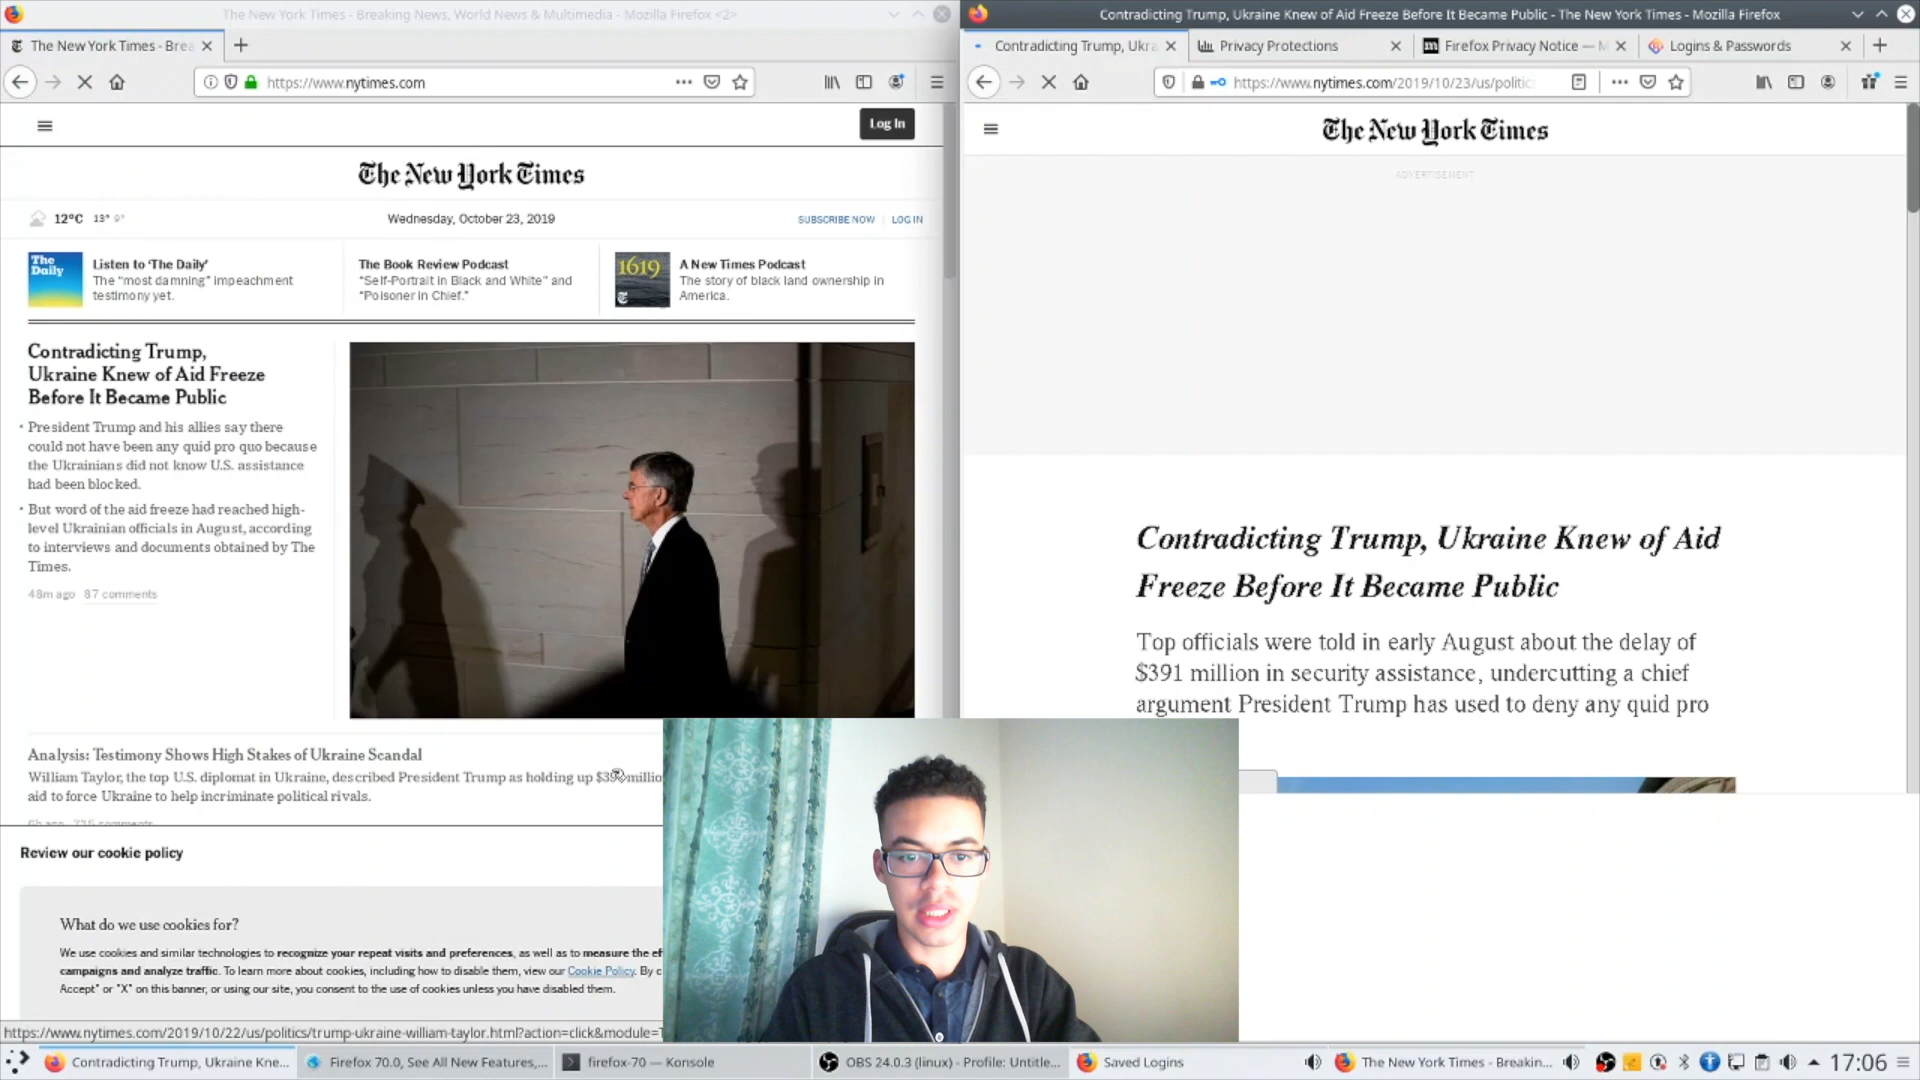 The New York Times - Breaking News, World News & Multimedia - Mozilla Firefox <2>
The New York Times - Brea
https://www.nytimes.com
Log In
The New York Times
12°C 13° 9°
Wednesday, October 23, 2019
SUBSCRIBE NOW
LOG IN
The Daily
Listen to 'The Daily'
The "most damning" impeachment
testimony yet.
The Book Review Podcast
"Self-Portrait in Black and White" and
"Poisoner in Chief."
1619
A New Times Podcast
The story of black land ownership in
America.
Contradicting Trump,
Ukraine Knew of Aid Freeze
Before It Became Public
• President Trump and his allies say there
could not have been any quid pro quo because
the Ukrainians did not know U.S. assistance
had been blocked.
• But word of the aid freeze had reached high-
level Ukrainian officials in August, according
to interviews and documents obtained by The
Times.
48m ago 87 comments
Analysis: Testimony Shows High Stakes of Ukraine Scandal
William Taylor, the top U.S. diplomat in Ukraine, described President Trump as holding up
aid to force Ukraine to help incriminate political rivals.
Review our cookie policy
What do we use cookies for?
We use cookies and similar technologies to recognize your repeat visits and preferences, as well as to measure the ef
campaigns and analyze traffic. To learn more about cookies, including how to disable them, view our Cookie Policy. By c
Accept" or "X" on this banner, or using our site, you consent to the use of cookies unless you have disabled them.
https://www.nytimes.com/2019/10/22/us/politics/trump-ukraine-william-taylor.html?action=click&module=T
Contradicting Trump, Ukraine Knew of Aid Freeze Before It Became Public - The New York Times - Mozilla Firefox
Contradicting Trump, Ukra
Privacy Protections
Firefox Privacy Notice — M
Logins & Passwords
https://www.nytimes.com/2019/10/23/us/politic
The New York Times
ADVERTISEMENT
Contradicting Trump, Ukraine Knew of Aid
Freeze Before It Became Public
Top officials were told in early August about the delay of
$391 million in security assistance, undercutting a chief
argument President Trump has used to deny any quid pro
Contradicting Trump, Ukraine Kne...
Firefox 70.0, See All New Features,...
firefox-70 — Konsole
OBS 24.0.3 (linux) - Profile: Untitle...
Saved Logins
The New York Times - Breakin...
17:06